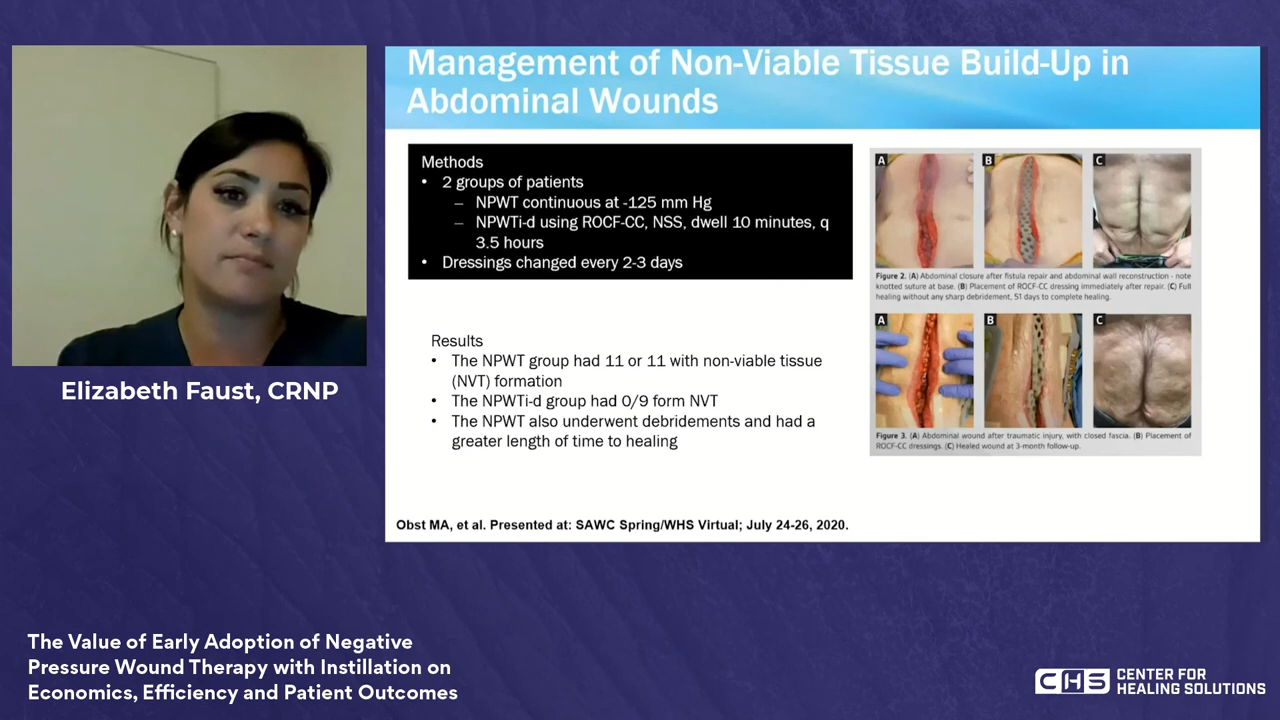 Management of Non-Viable Tissue Build-Up in
Abdominal Wounds
Methods
• 2 groups of patients
– NPWT continuous at -125 mm Hg
– NPWTi-d using ROCF-CC, NSS, dwell 10 minutes, q
3.5 hours
• Dressings changed every 2-3 days
Results
• The NPWT group had 11 or 11 with non-viable tissue
(NVT) formation
• The NPWTi-d group had 0/9 form NVT
• The NPWT also underwent debridements and had a
greater length of time to healing
A
B
C
Figure 2. (A) Abdominal closure after fistula repair and abdominal wall reconstruction - note
knotted suture at base. (B) Placement of ROCF-CC dressing immediately after repair. (C) Full
healing without any sharp debridement, 51 days to complete healing.
A
B
C
Figure 3. (A) Abdominal wound after traumatic injury, with closed fascia. (B) Placement of
ROCF-CC dressings. (C) Healed wound at 3-month follow-up.
Obst MA, et al. Presented at: SAWC Spring/WHS Virtual; July 24-26, 2020.
Elizabeth Faust, CRNP
The Value of Early Adoption of Negative
Pressure Wound Therapy with Instillation on
Economics, Efficiency and Patient Outcomes
CHS
CENTER FOR
HEALING SOLUTIONS